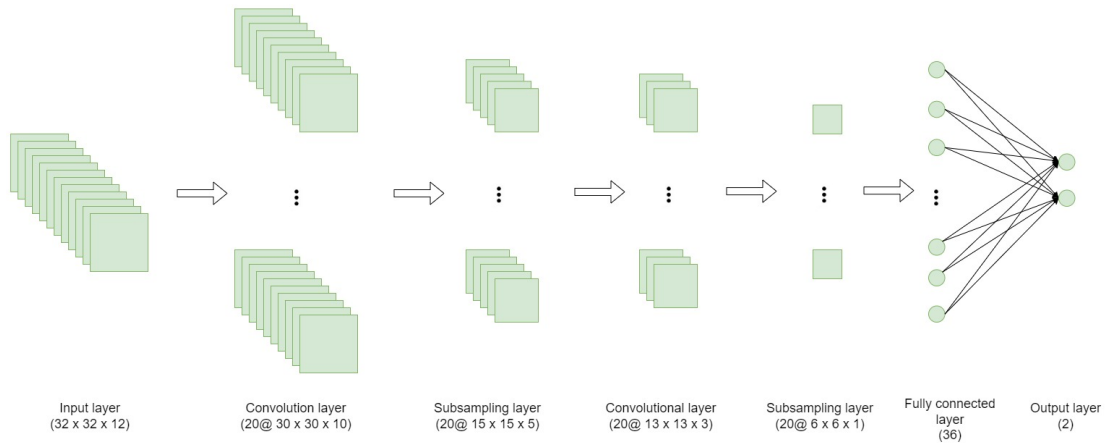 Input layer
(32 x 32 x 12)
Convolution layer
(20@ 30 x 30 x 10)
Subsampling layer
(20@ 15 x 15 x 5)
Convolutional layer
(20@ 13 x 13 x 3)
Subsampling layer
(20@ 6 x 6 x 1)
Fully connected
layer
(36)
Output layer
(2)